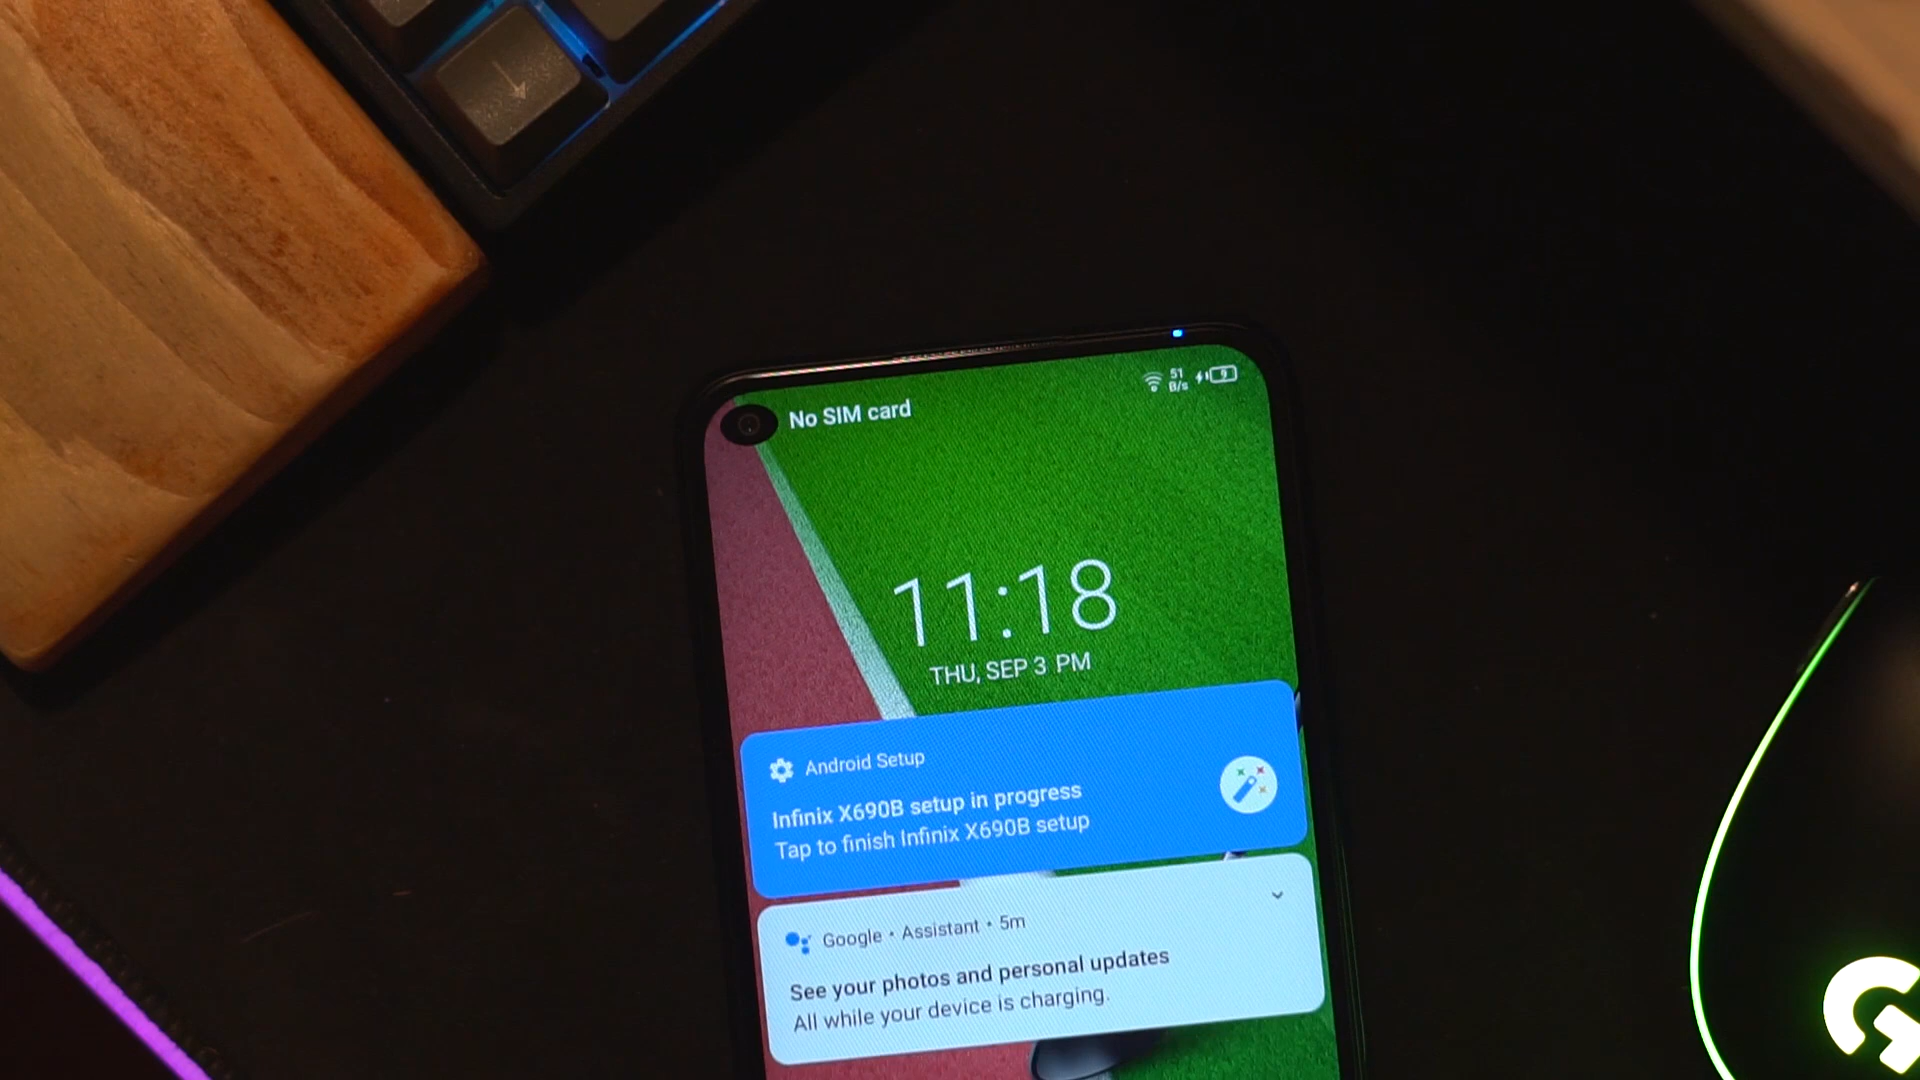 No SIM card
51
B/s
9
11:18
THU, SEP 3 PM
Android Setup
Infinix X690B setup in progress
Tap to finish Infinix X690B setup
Google • Assistant • 5m
See your photos and personal updates
All while your device is charging.
G